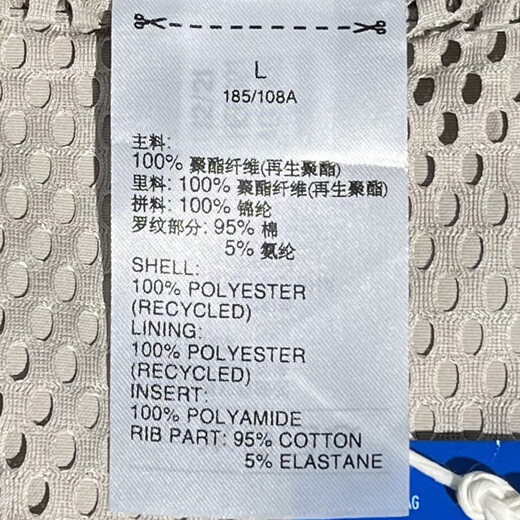 L
185/108A
主料:
100% 聚酯纤维(再生聚酯)
里料: 100% 聚酯纤维(再生聚酯)
拼料: 100% 锦纶
罗纹部分: 95% 棉
5% 氨纶
SHELL:
100% POLYESTER
(RECYCLED)
LINING:
100% POLYESTER
(RECYCLED)
INSERT:
100% POLYAMIDE
RIB PART: 95% COTTON
5% ELASTANE